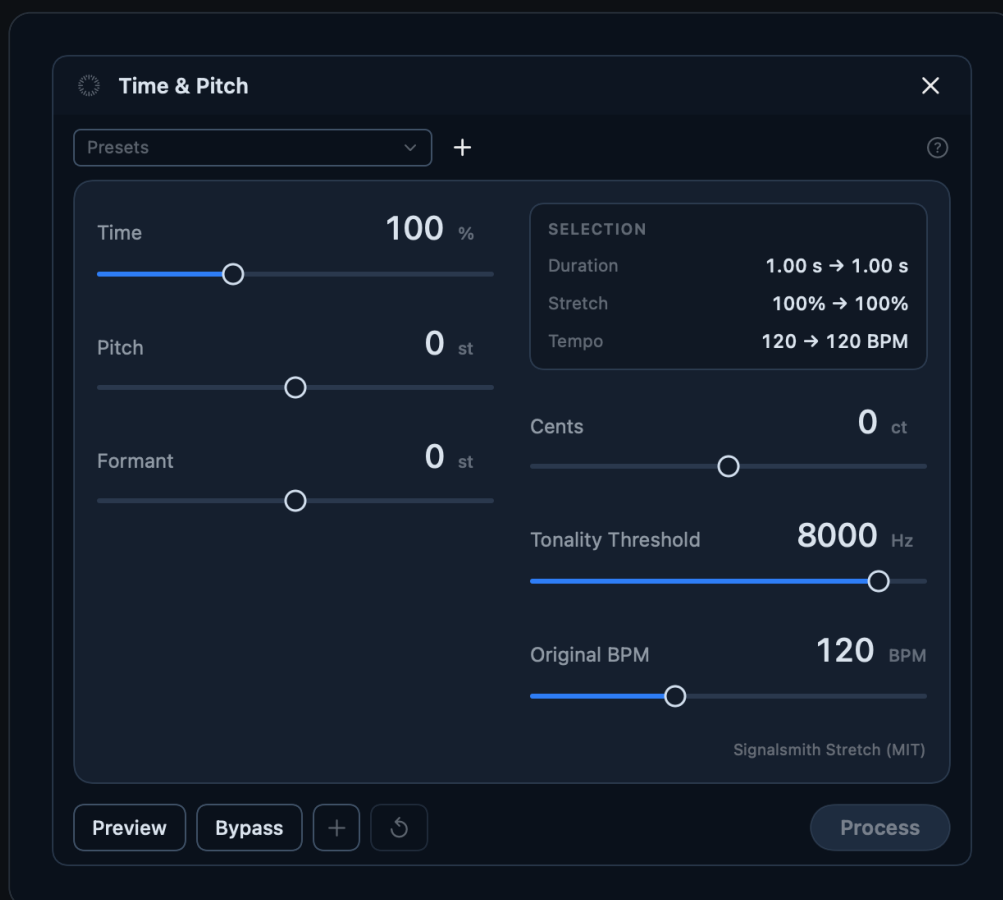 Time & Pitch
Presets
?
Time 100 %
Pitch 0 st
Formant 0 st
SELECTION
Duration 1.00 s → 1.00 s
Stretch 100% → 100%
Tempo 120 → 120 BPM
Cents 0 ct
Tonality Threshold 8000 Hz
Original BPM 120 BPM
Signalsmith Stretch (MIT)
Preview Bypass Process